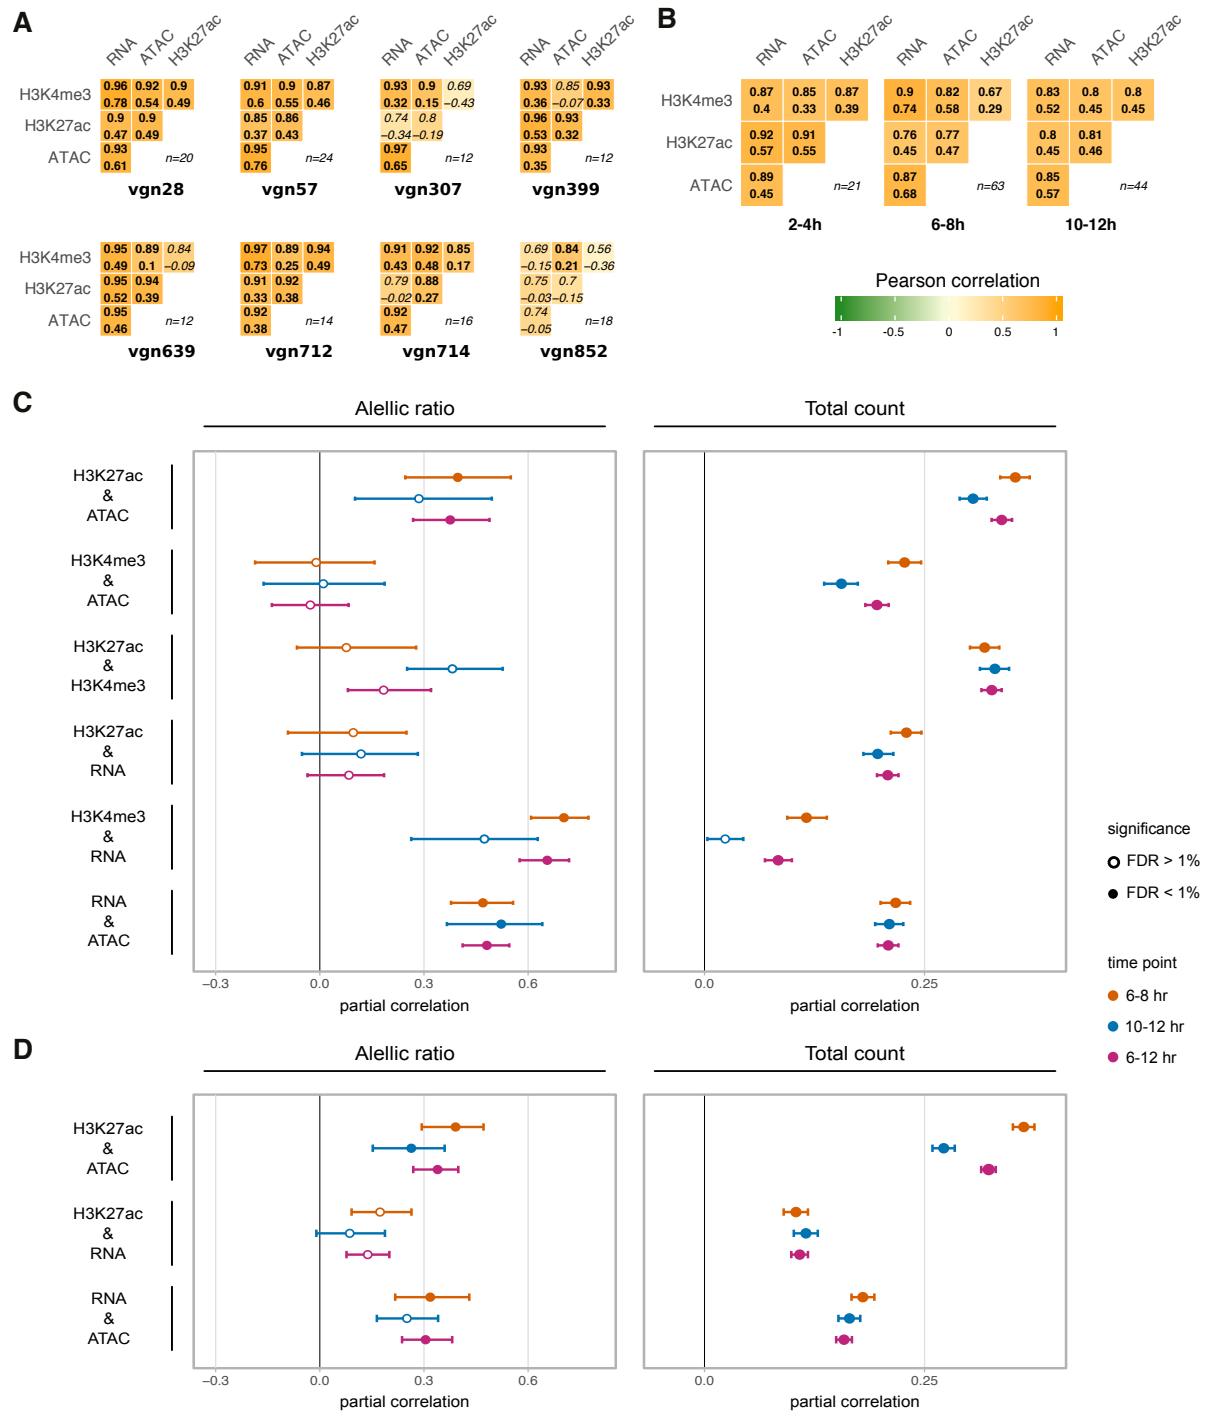 A
RNA ATAC H3K27ac RNA ATAC H3K27ac RNA ATAC H3K27ac RNA ATAC H3K27ac
H3K4me3 0.96 0.92 0.9 0.91 0.9 0.87 0.93 0.9 0.69 0.93 0.85 0.93
0.78 0.54 0.49 0.6 0.55 0.46 0.32 0.15 −0.43 0.36 −0.07 0.33
H3K27ac 0.9 0.9 0.85 0.86 0.74 0.8 0.96 0.93
0.47 0.49 0.37 0.43 −0.34 −0.19 0.53 0.32
ATAC 0.93 0.95 0.97 0.93
0.61 n=20 0.76 n=24 0.65 n=12 0.35 n=12
vgn28 vgn57 vgn307 vgn399
H3K4me3 0.95 0.89 0.84 0.97 0.89 0.94 0.91 0.92 0.85 0.69 0.84 0.56
0.49 0.1 −0.09 0.73 0.25 0.49 0.43 0.48 0.17 −0.15 0.21 −0.36
H3K27ac 0.95 0.94 0.91 0.92 0.79 0.88 0.75 0.7
0.52 0.39 0.33 0.38 −0.02 0.27 −0.03 −0.15
ATAC 0.95 0.92 0.92 0.74
0.46 n=12 0.38 n=14 0.47 n=16 −0.05 n=18
vgn639 vgn712 vgn714 vgn852
B
RNA ATAC H3K27ac RNA ATAC H3K27ac RNA ATAC H3K27ac
H3K4me3 0.87 0.85 0.87 0.9 0.82 0.67 0.83 0.8 0.8
0.4 0.33 0.39 0.74 0.58 0.29 0.52 0.45 0.45
H3K27ac 0.92 0.91 0.76 0.77 0.8 0.81
0.57 0.55 0.45 0.47 0.45 0.46
ATAC 0.89 0.87 0.85
0.45 n=21 0.68 n=63 0.57 n=44
2-4h 6-8h 10-12h
Pearson correlation
-1 -0.5 0 0.5 1
C
Alellic ratio Total count
H3K27ac
&
ATAC
H3K4me3
&
ATAC
H3K27ac
&
H3K4me3
H3K27ac
&
RNA
H3K4me3
&
RNA
RNA
&
ATAC
−0.3 0.0 0.3 0.6 0.0 0.25
partial correlation partial correlation
significance
FDR > 1%
FDR < 1%
time point
6-8 hr
10-12 hr
6-12 hr
D
Alellic ratio Total count
H3K27ac
&
ATAC
H3K27ac
&
RNA
RNA
&
ATAC
−0.3 0.0 0.3 0.6 0.0 0.25
partial correlation partial correlation